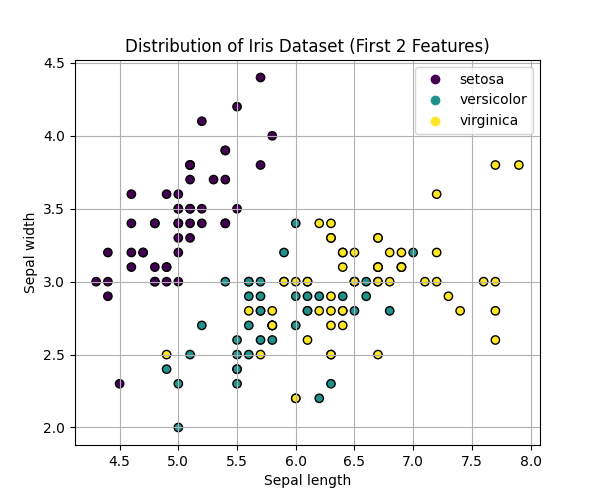 Distribution of Iris Dataset (First 2 Features)
setosa
versicolor
virginica
Sepal width
4.5
4.0
3.5
3.0
2.5
2.0
4.5 5.0 5.5 6.0 6.5 7.0 7.5 8.0
Sepal length